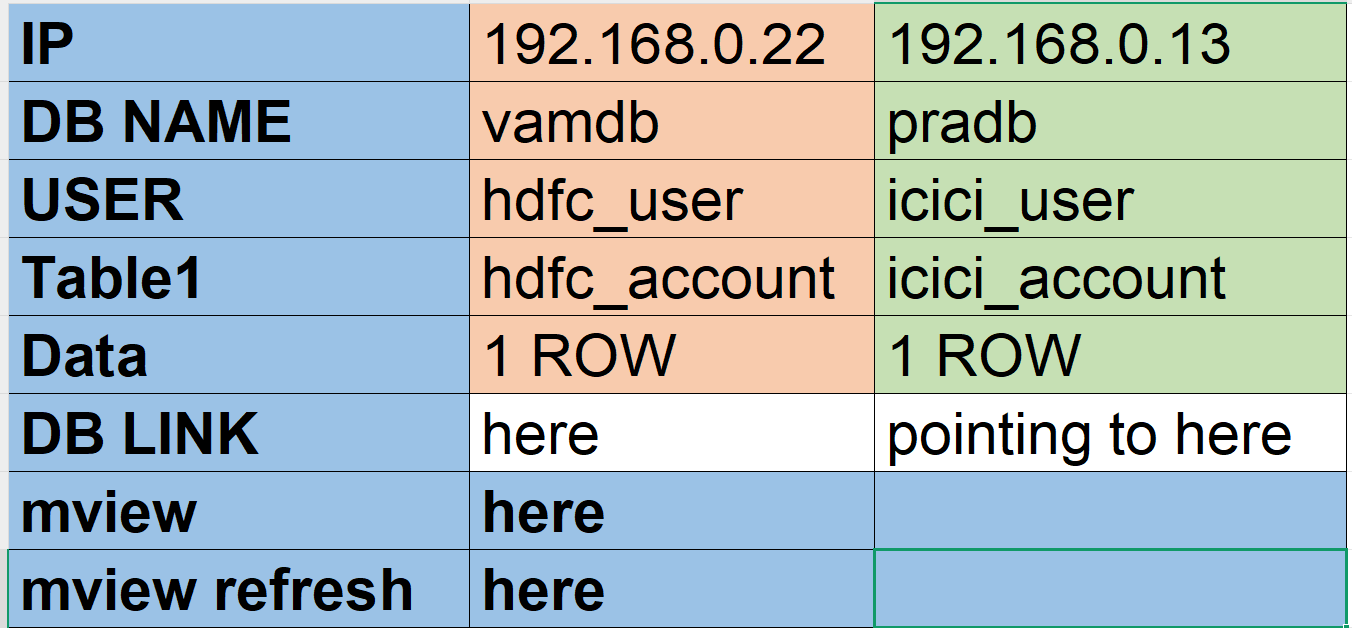 IP 192.168.0.22 192.168.0.13
DB NAME vamdb pradb
USER hdfc_user icici_user
Table1 hdfc_account icici_account
Data 1 ROW 1 ROW
DB LINK here pointing to here
mview here
mview refresh here